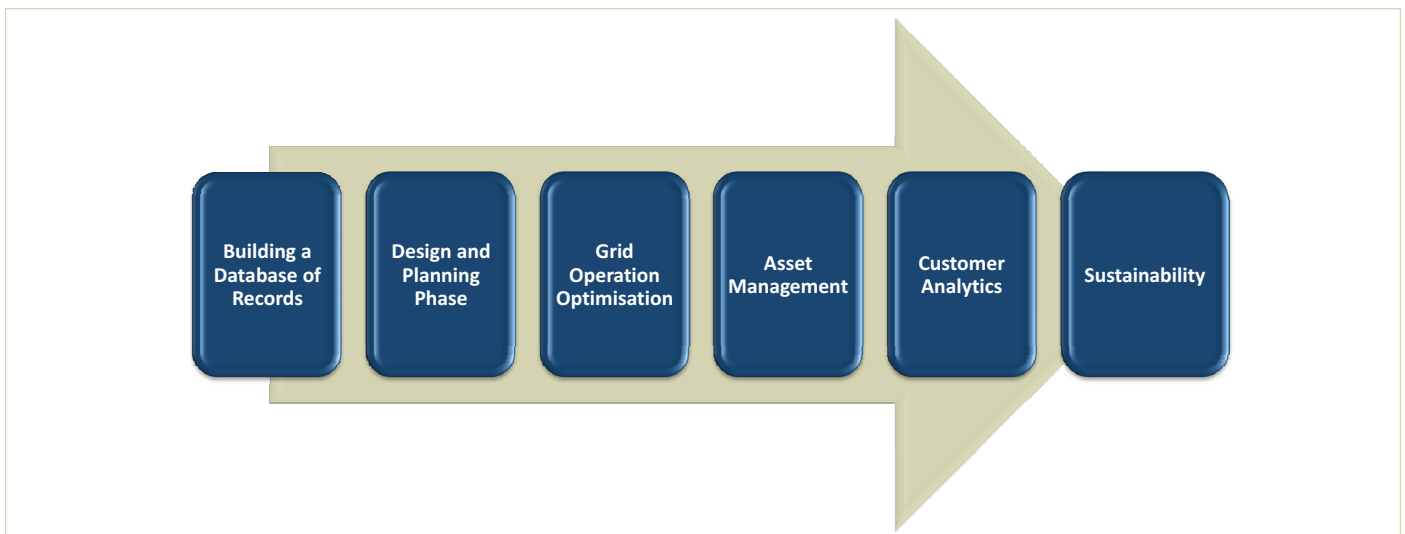 Building a
Database of
Records
Design and
Planning
Phase
Grid
Operation
Optimisation
Asset
Management
Customer
Analytics
Sustainability